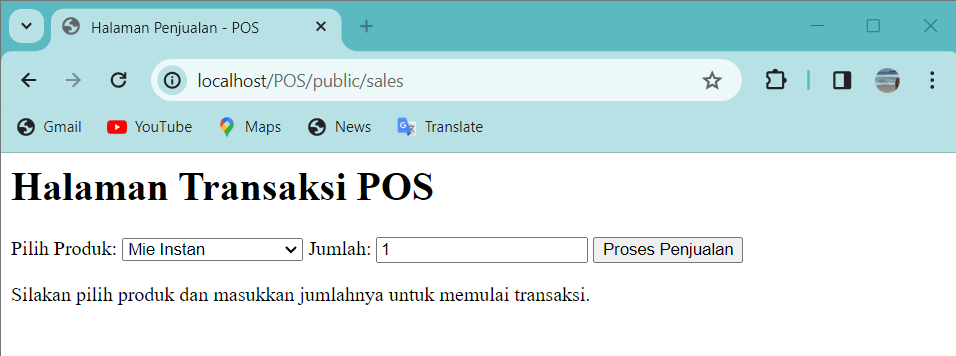 Halaman Penjualan - POS
localhost/POS/public/sales
Gmail YouTube Maps News Translate
Halaman Transaksi POS
Pilih Produk: Mie Instan Jumlah: 1 Proses Penjualan
Silakan pilih produk dan masukkan jumlahnya untuk memulai transaksi.